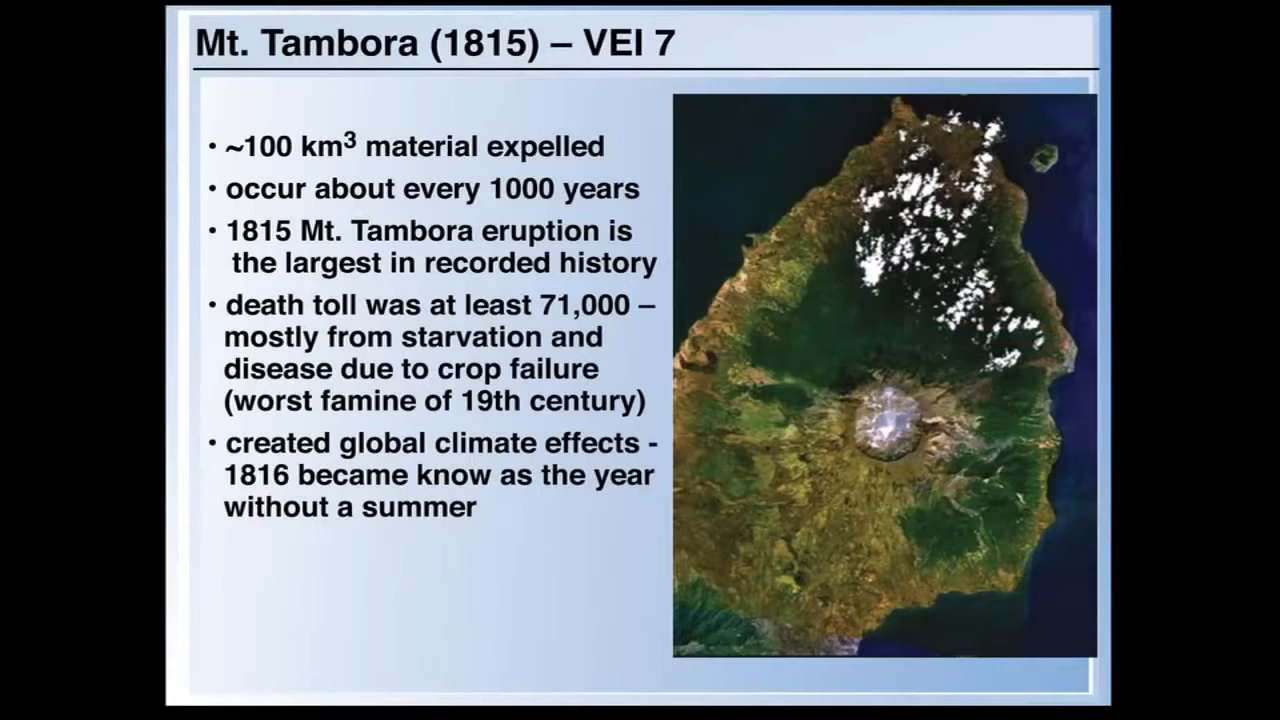 Mt. Tambora (1815) – VEI 7
• ~100 km³ material expelled
• occur about every 1000 years
• 1815 Mt. Tambora eruption is
the largest in recorded history
• death toll was at least 71,000 –
mostly from starvation and
disease due to crop failure
(worst famine of 19th century)
• created global climate effects -
1816 became know as the year
without a summer